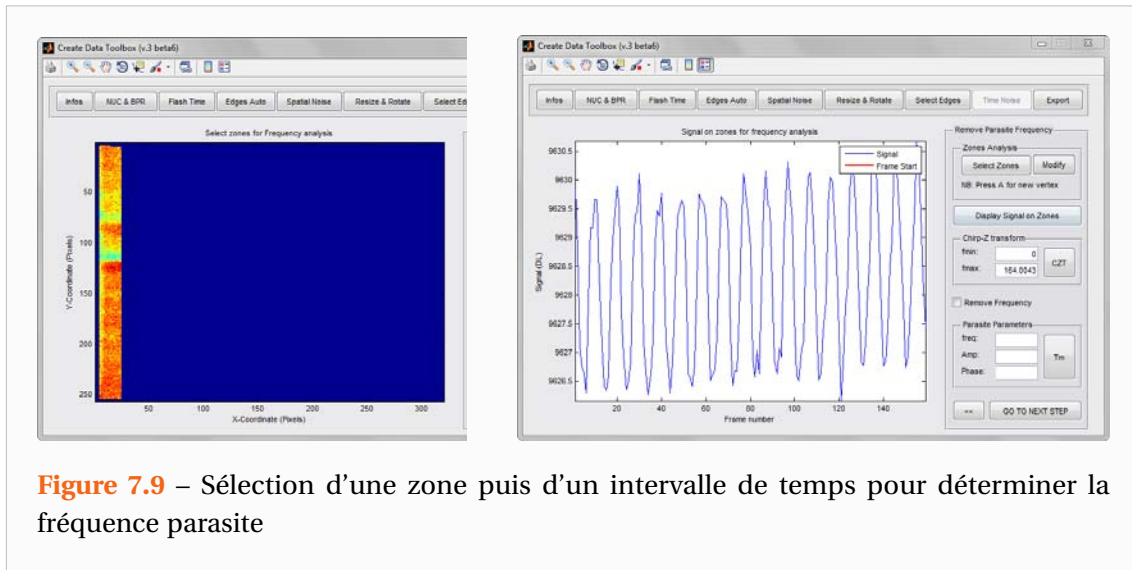 Create Data Toolbox (v.3 beta6)
Infos NUC & BPR Flash Time Edges Auto Spatial Noise Resize & Rotate Select Ed
Select zones for Frequency analysis
50
100
150
200
250
Y-Coordinate (Pixels)
50 100 150 200 250 300
X-Coordinate (Pixels)
Create Data Toolbox (v.3 beta6)
Infos NUC & BPR Flash Time Edges Auto Spatial Noise Resize & Rotate Select Edges Time Noise Export
Signal on zones for frequency analysis
Signal
Frame Start
9630.5
9630
9629.5
9629
9628.5
9628
9627.5
9627
9626.5
Signal (DL)
20 40 60 80 100 120 140
Frame number
Remove Parasite Frequency
Zones Analysis
Select Zones Modify
NB: Press A for new vertex
Display Signal on Zones
Chirp-Z transform
fmin: 0
fmax: 164.0043
CZT
Remove Frequency
Parasite Parameters
freq:
Amp:
Phase:
<< GO TO NEXT STEP
Figure 7.9 – Sélection d'une zone puis d'un intervalle de temps pour déterminer la
fréquence parasite